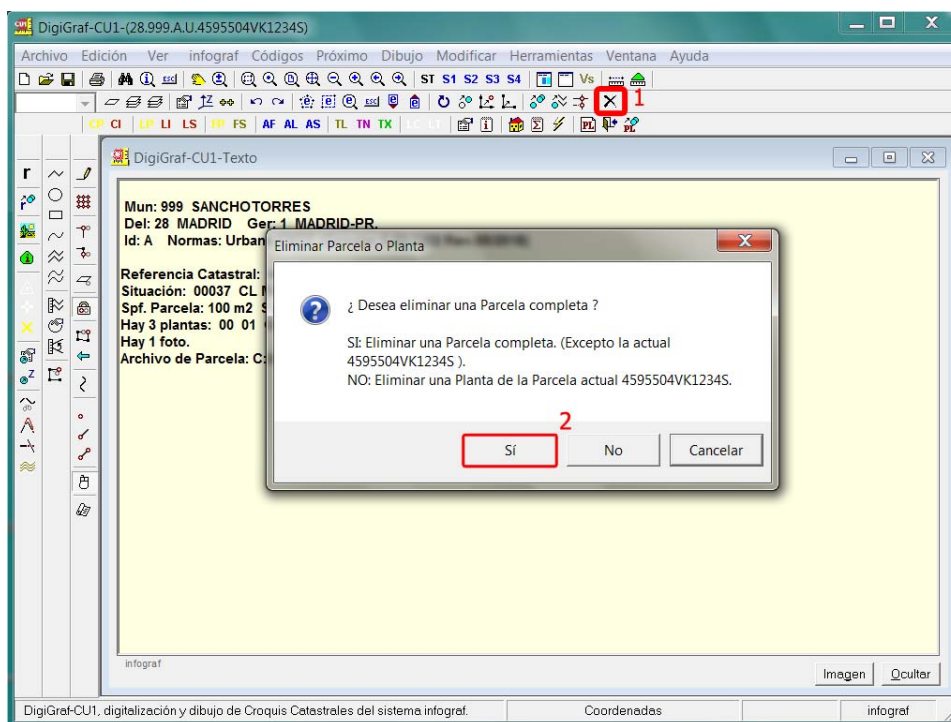 DigiGraf-CU1-(28.999.A.U.4595504VK1234S)
Archivo Edición Ver infograf Códigos Próximo Dibujo Modificar Herramientas Ventana Ayuda
ST S1 S2 S3 S4 Vs
1
CP CI LP LI LS FP FS AF AL AS TL TN TX LC LT PL PL
DigiGraf-CU1-Texto
r
Mun: 999 SANCHOTORRES
Del: 28 MADRID Ger: 1 MADRID-PR.
Id: A Normas: Urban
Referencia Catastral:
Situación: 00037 CL
Spf. Parcela: 100 m2
Hay 3 plantas: 00 01
Hay 1 foto.
Archivo de Parcela: C:
Eliminar Parcela o Planta
¿ Desea eliminar una Parcela completa ?
SI: Eliminar una Parcela completa. (Excepto la actual
4595504VK1234S ).
NO: Eliminar una Planta de la Parcela actual 4595504VK1234S.
2
Sí No Cancelar
infograf
Imagen Ocultar
DigiGraf-CU1, digitalización y dibujo de Croquis Catastrales del sistema infograf. Coordenadas infograf